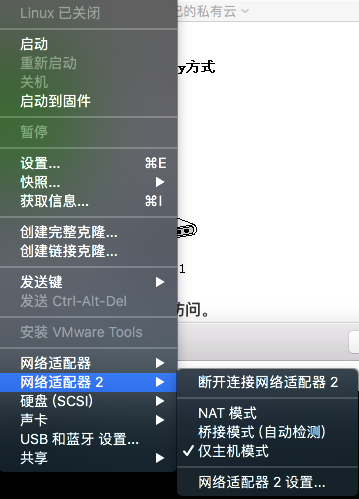 Linux 已关闭
己的私有云
启动
重新启动
关机
启动到固件
暂停
设置... ⌘E
快照...
获取信息... ⌘I
创建完整克隆...
创建链接克隆...
发送键
发送 Ctrl-Alt-Del
安装 VMware Tools
网络适配器
网络适配器 2
硬盘 (SCSI)
声卡
USB 和蓝牙 设置...
共享
y方式
1
访问。
断开连接网络适配器 2
NAT 模式
桥接模式 (自动检测)
仅主机模式
网络适配器 2 设置...